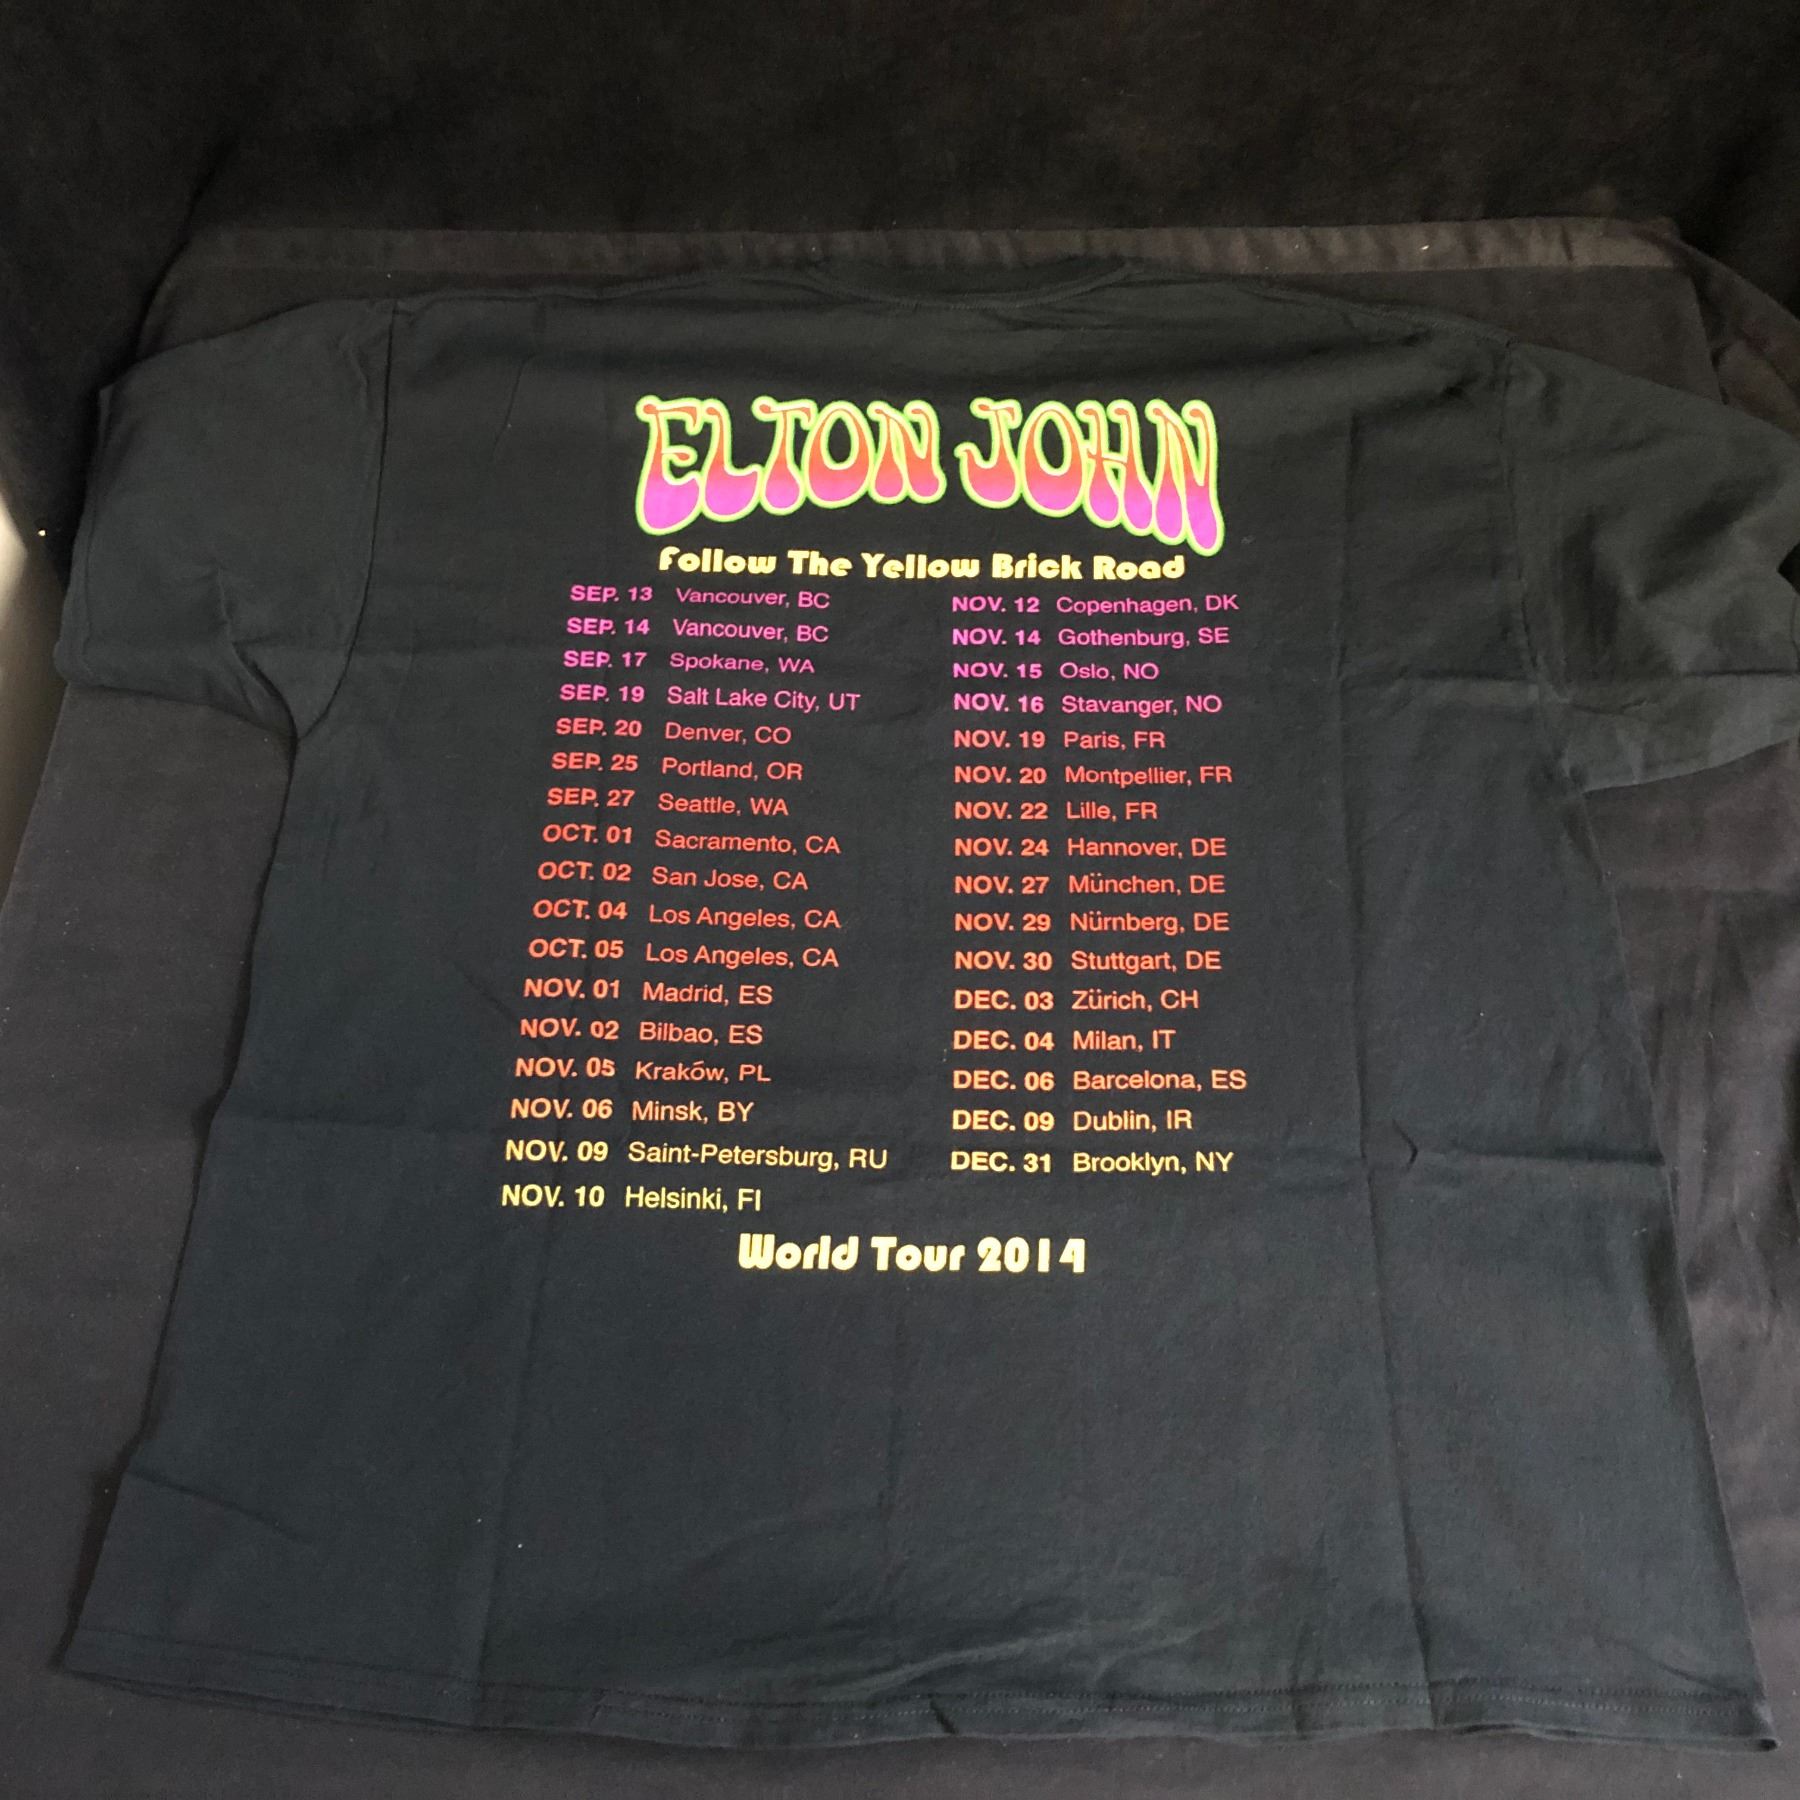 ELTON JOHN
Follow The Yellow Brick Road
SEP. 13 Vancouver, BC
SEP. 14 Vancouver, BC
SEP. 17 Spokane, WA
SEP. 19 Salt Lake City, UT
SEP. 20 Denver, CO
SEP. 25 Portland, OR
SEP. 27 Seattle, WA
OCT. 01 Sacramento, CA
OCT. 02 San Jose, CA
OCT. 04 Los Angeles, CA
OCT. 05 Los Angeles, CA
NOV. 01 Madrid, ES
NOV. 02 Bilbao, ES
NOV. 05 Kraków, PL
NOV. 06 Minsk, BY
NOV. 09 Saint-Petersburg, RU
NOV. 10 Helsinki, FI
NOV. 12 Copenhagen, DK
NOV. 14 Gothenburg, SE
NOV. 15 Oslo, NO
NOV. 16 Stavanger, NO
NOV. 19 Paris, FR
NOV. 20 Montpellier, FR
NOV. 22 Lille, FR
NOV. 24 Hannover, DE
NOV. 27 München, DE
NOV. 29 Nürnberg, DE
NOV. 30 Stuttgart, DE
DEC. 03 Zürich, CH
DEC. 04 Milan, IT
DEC. 06 Barcelona, ES
DEC. 09 Dublin, IR
DEC. 31 Brooklyn, NY
World Tour 2014